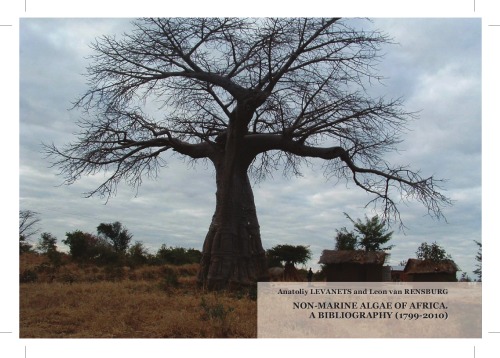 Anatoliy LEVANETS and Leon van RENSBURG
NON-MARINE ALGAE OF AFRICA.
A BIBLIOGRAPHY (1799-2010)